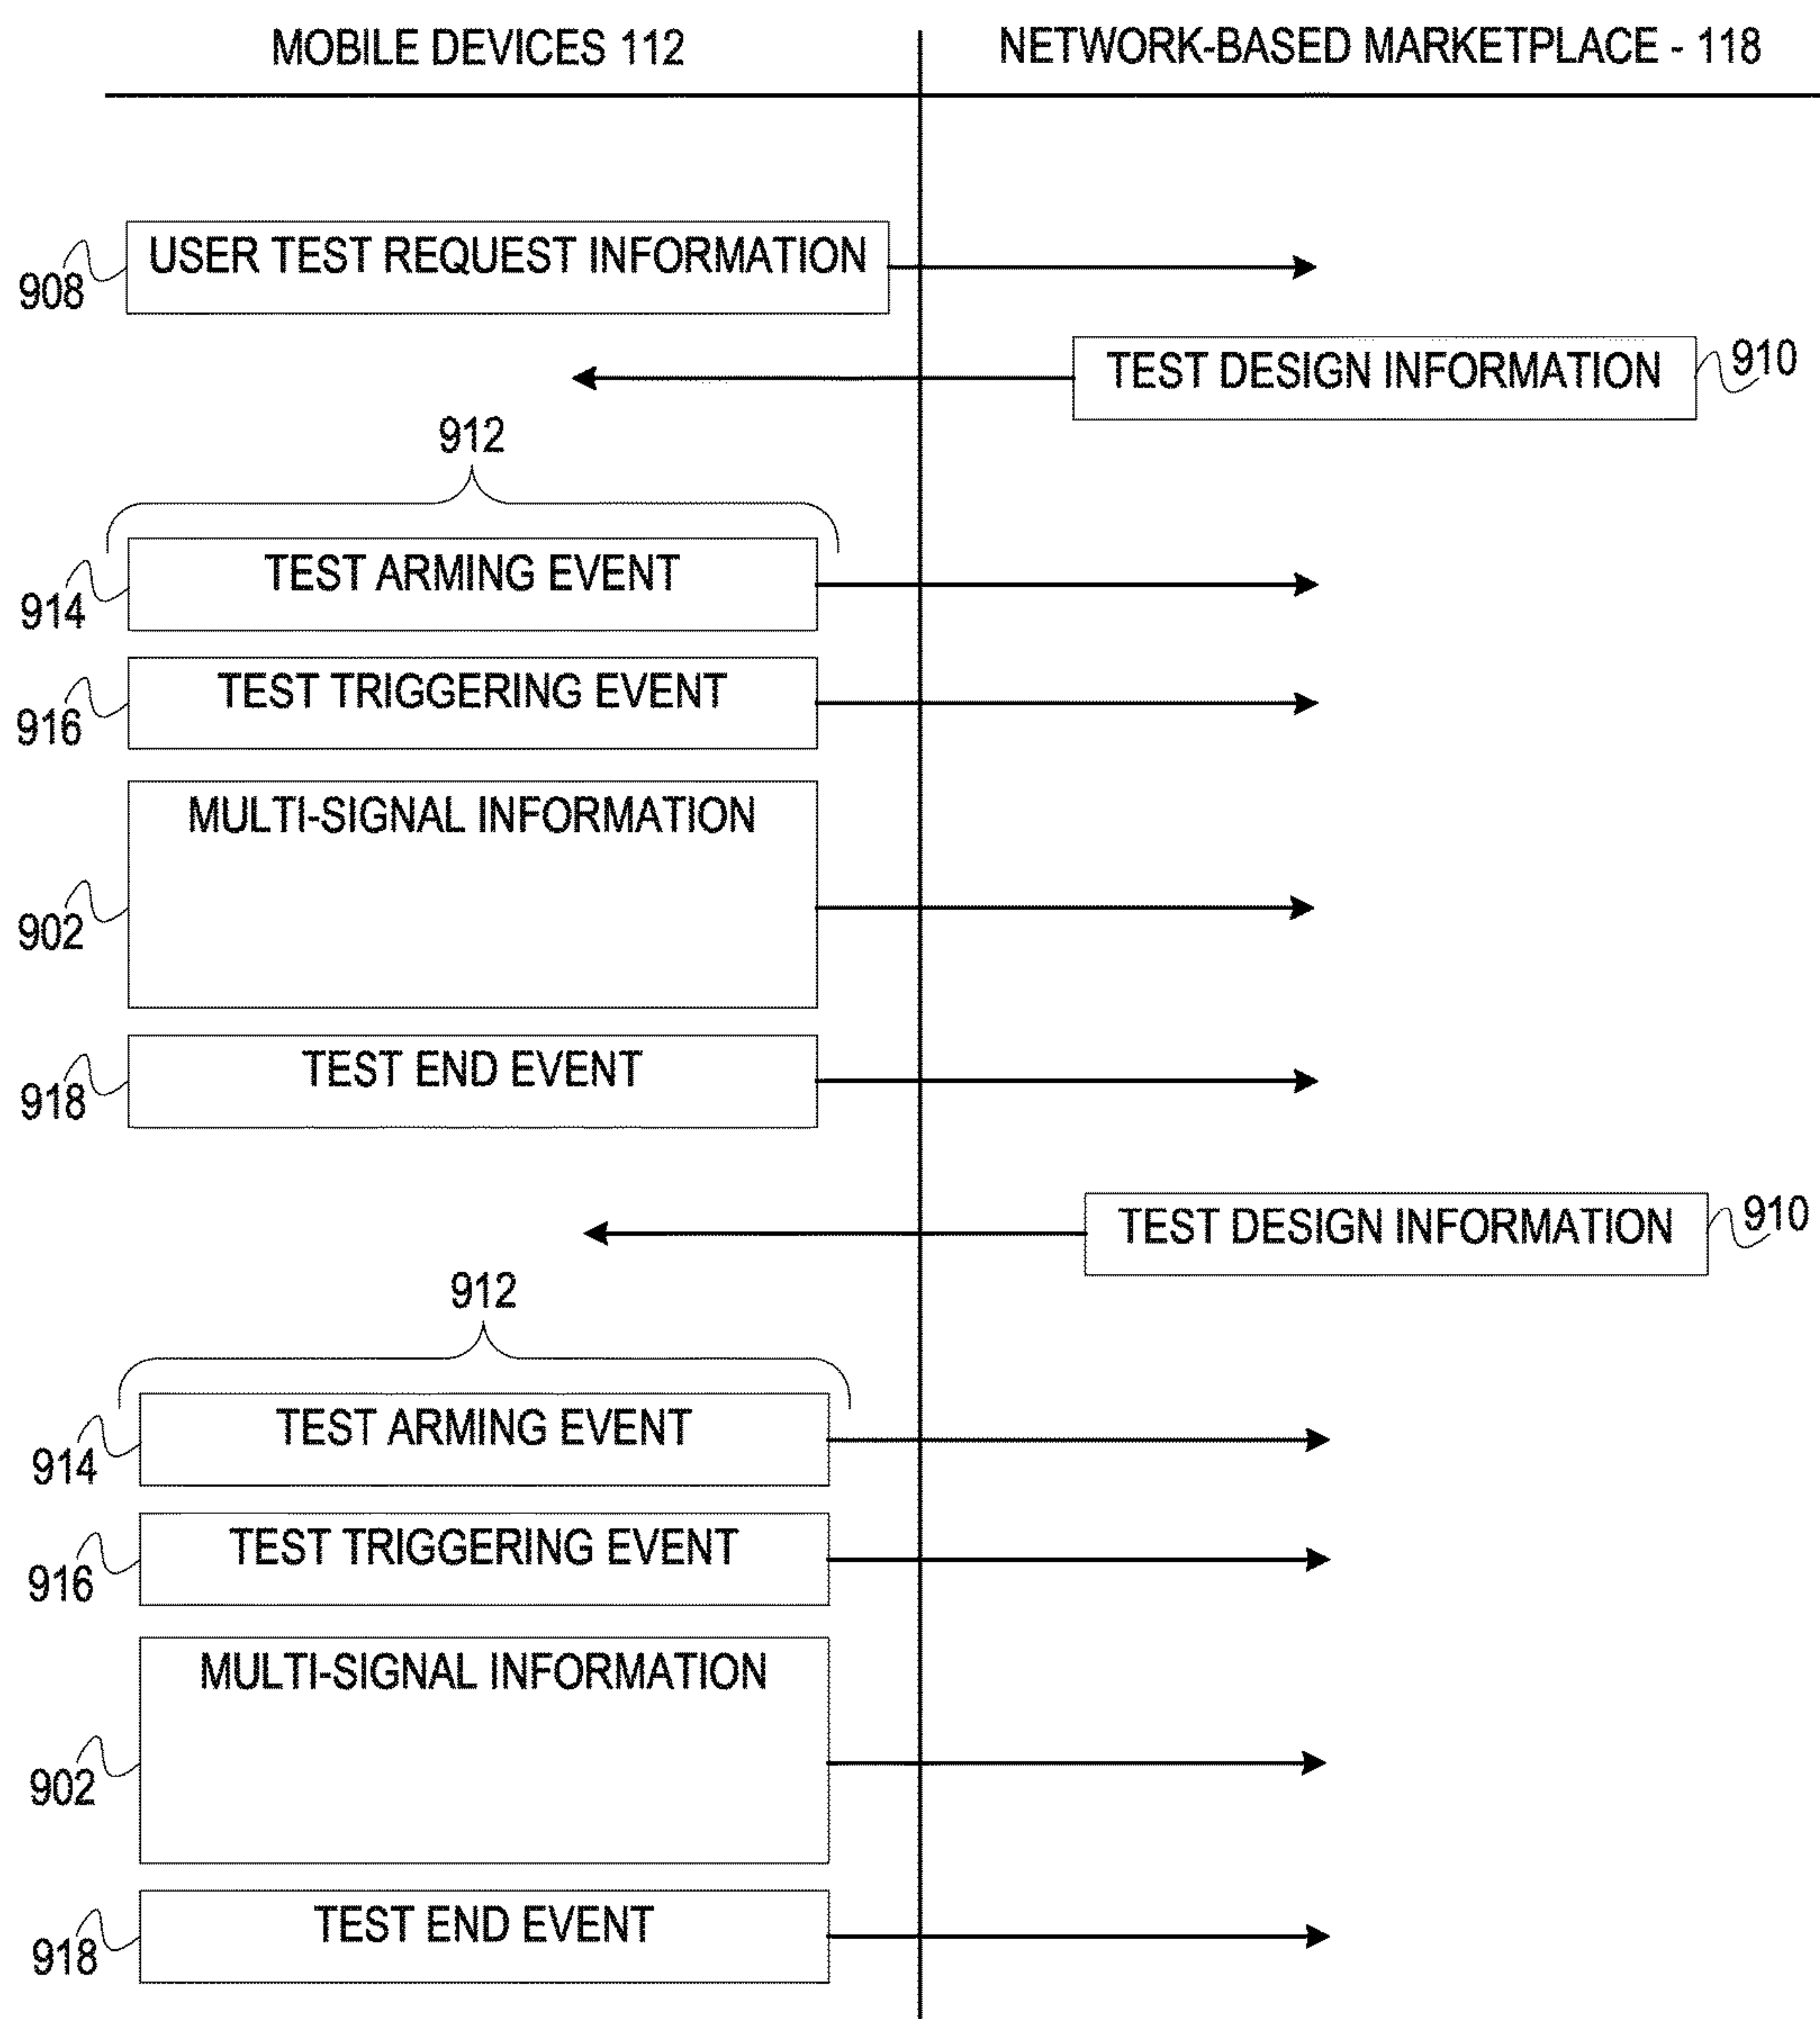 MOBILE DEVICES 112
NETWORK-BASED MARKETPLACE - 118
USER TEST REQUEST INFORMATION
908
TEST DESIGN INFORMATION
910
912
TEST ARMING EVENT
914
TEST TRIGGERING EVENT
916
MULTI-SIGNAL INFORMATION
902
TEST END EVENT
918
TEST DESIGN INFORMATION
910
912
TEST ARMING EVENT
914
TEST TRIGGERING EVENT
916
MULTI-SIGNAL INFORMATION
902
TEST END EVENT
918